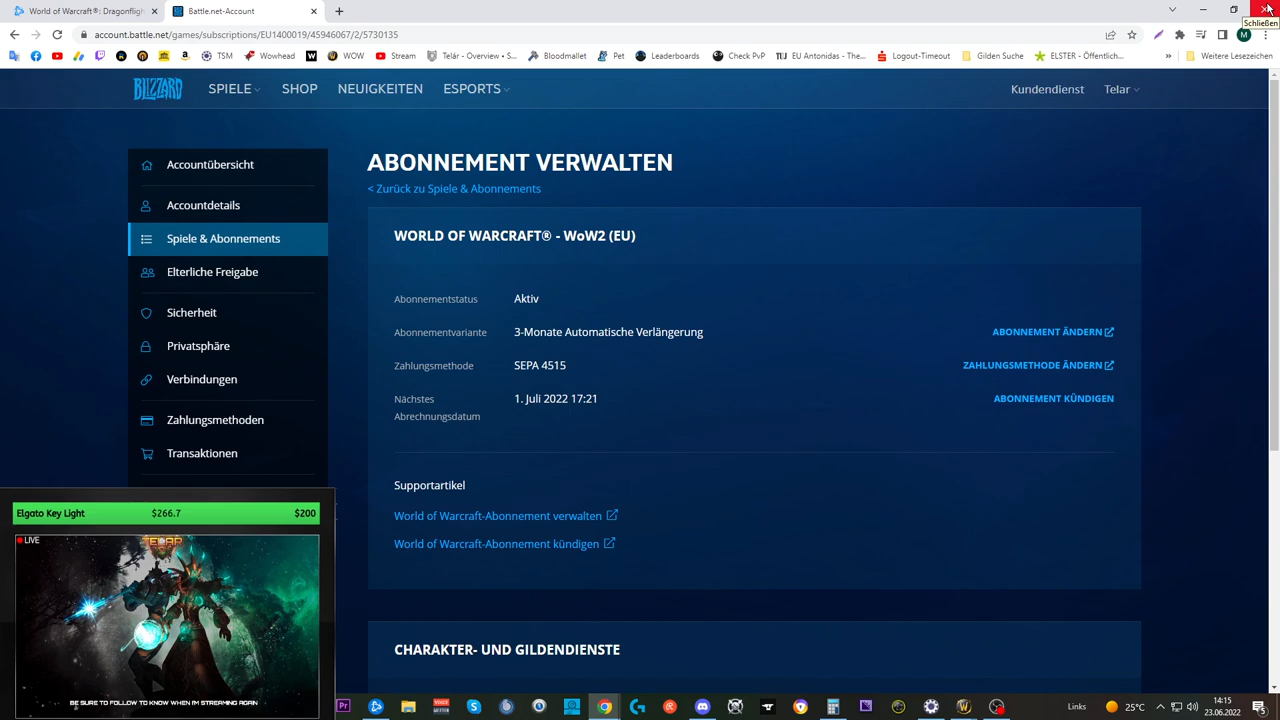 World of Warcraft®: Dragonflight
Battle.net-Account
Schließen
account.battle.net/games/subscriptions/EU1400019/45946067/2/5730135
M
TSM
Wowhead
WOW
Stream
Telár - Overview • S...
Bloodmallet
Pet
Leaderboards
Check PvP
EU Antonidas - The...
Logout-Timeout
Gilden Suche
ELSTER - Öffentlich...
»
Weitere Lesezeichen
BLIZZARD
SPIELE
SHOP
NEUIGKEITEN
ESPORTS
Kundendienst
Telar
Accountübersicht
Accountdetails
Spiele & Abonnements
Elterliche Freigabe
Sicherheit
Privatsphäre
Verbindungen
Zahlungsmethoden
Transaktionen
ABONNEMENT VERWALTEN
< Zurück zu Spiele & Abonnements
WORLD OF WARCRAFT® - WoW2 (EU)
Abonnementstatus Aktiv
Abonnementvariante 3-Monate Automatische Verlängerung ABONNEMENT ÄNDERN
Zahlungsmethode SEPA 4515 ZAHLUNGSMETHODE ÄNDERN
Nächstes 1. Juli 2022 17:21 ABONNEMENT KÜNDIGEN
Abrechnungsdatum
Supportartikel
World of Warcraft-Abonnement verwalten
World of Warcraft-Abonnement kündigen
CHARAKTER- UND GILDENDIENSTE
Elgato Key Light $266.7 $200
LIVE
TELAR
BE SURE TO FOLLOW TO KNOW WHEN I'M STREAMING AGAIN
Links
25°C
14:15
23.06.2022